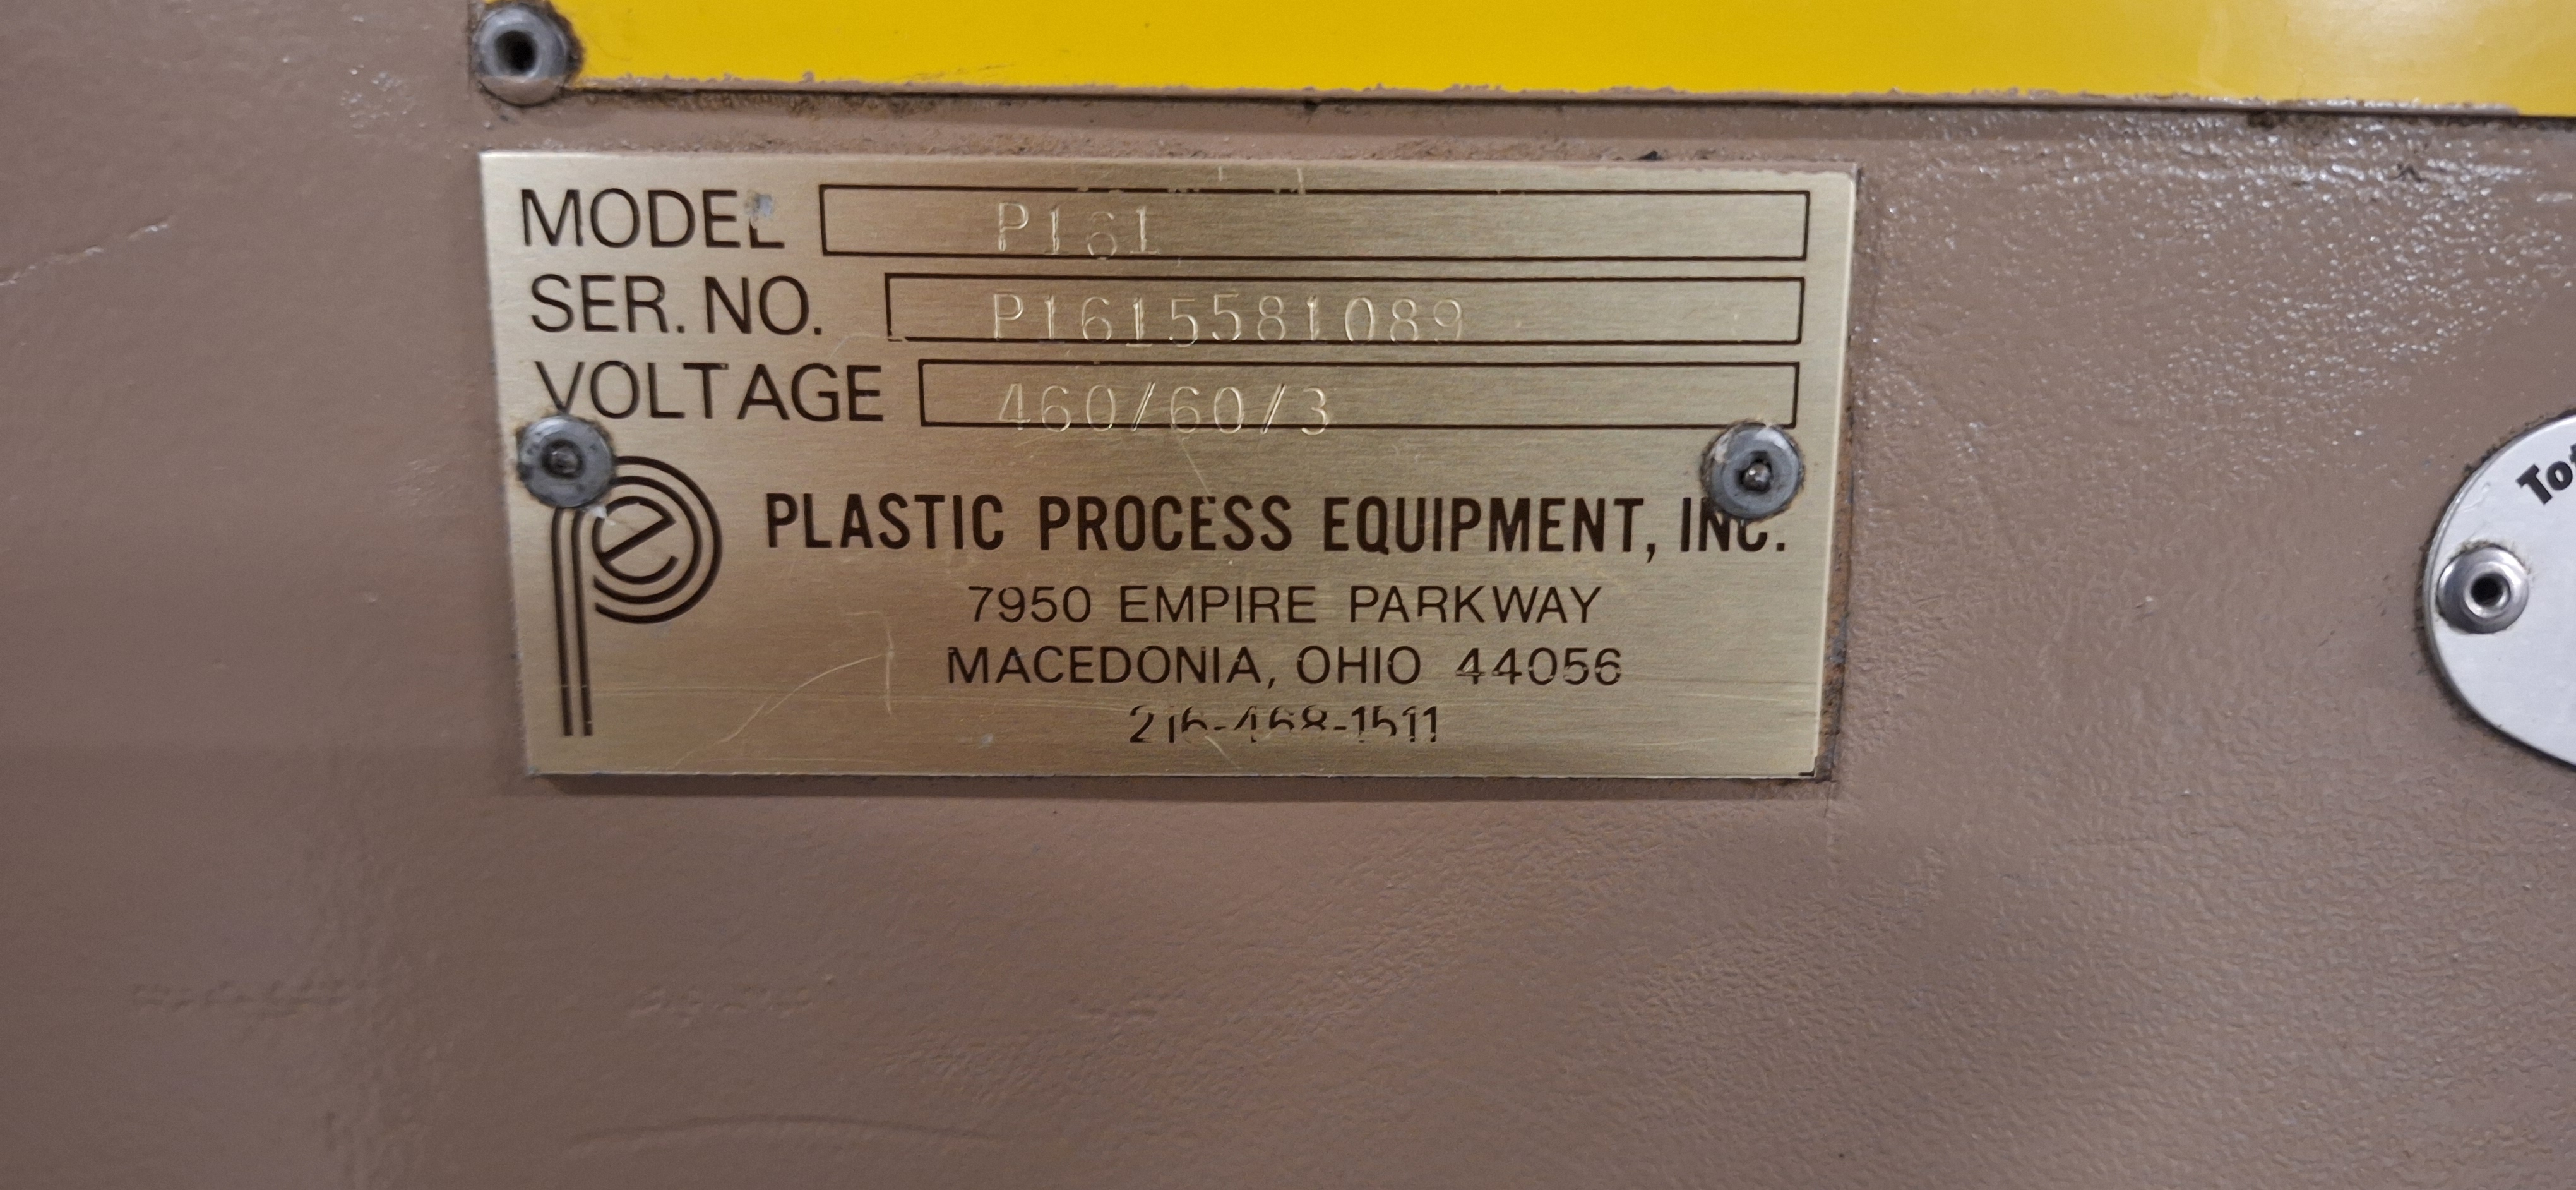 MODEL P161
SER. NO. P1615581089
VOLTAGE 460/60/3
pe PLASTIC PROCESS EQUIPMENT, INC.
7950 EMPIRE PARKWAY
MACEDONIA, OHIO 44056
216-468-1511